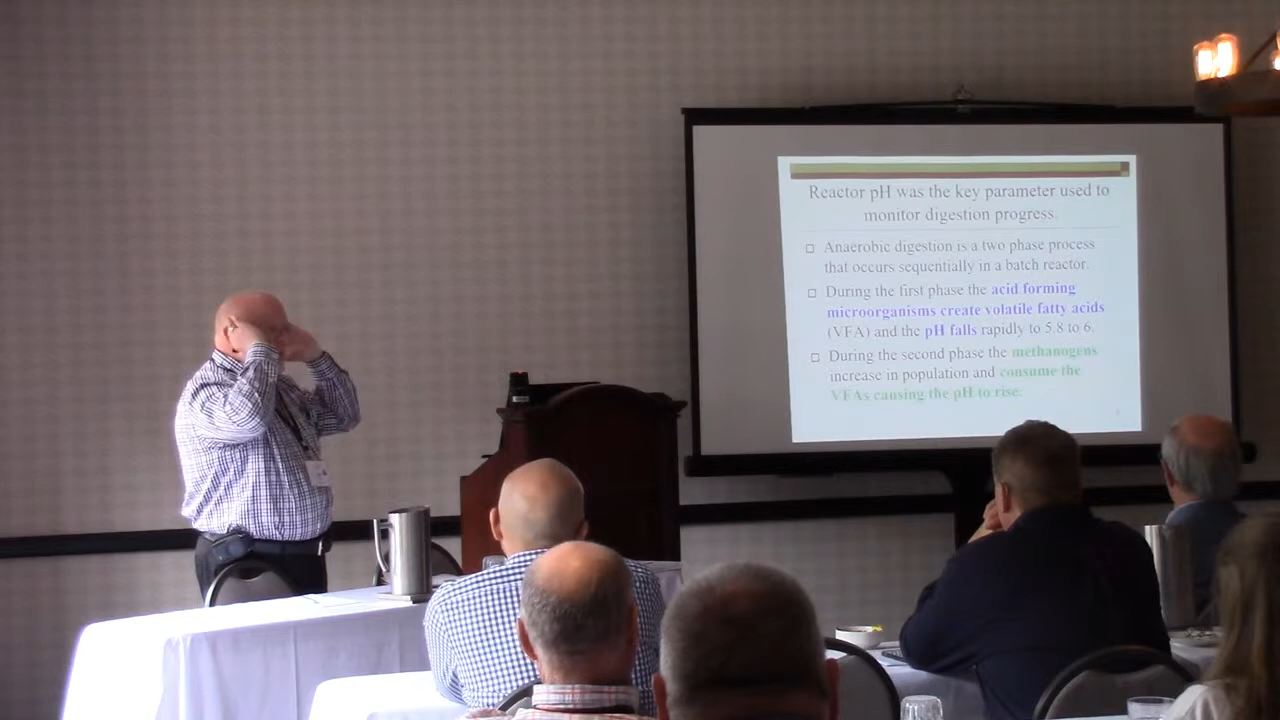 Reactor pH was the key parameter used to
monitor digestion progress.
Anaerobic digestion is a two phase process
that occurs sequentially in a batch reactor.
During the first phase the acid forming
microorganisms create volatile fatty acids
(VFA) and the pH falls rapidly to 5.8 to 6.
During the second phase the methanogens
increase in population and consume the
VFAs causing the pH to rise.